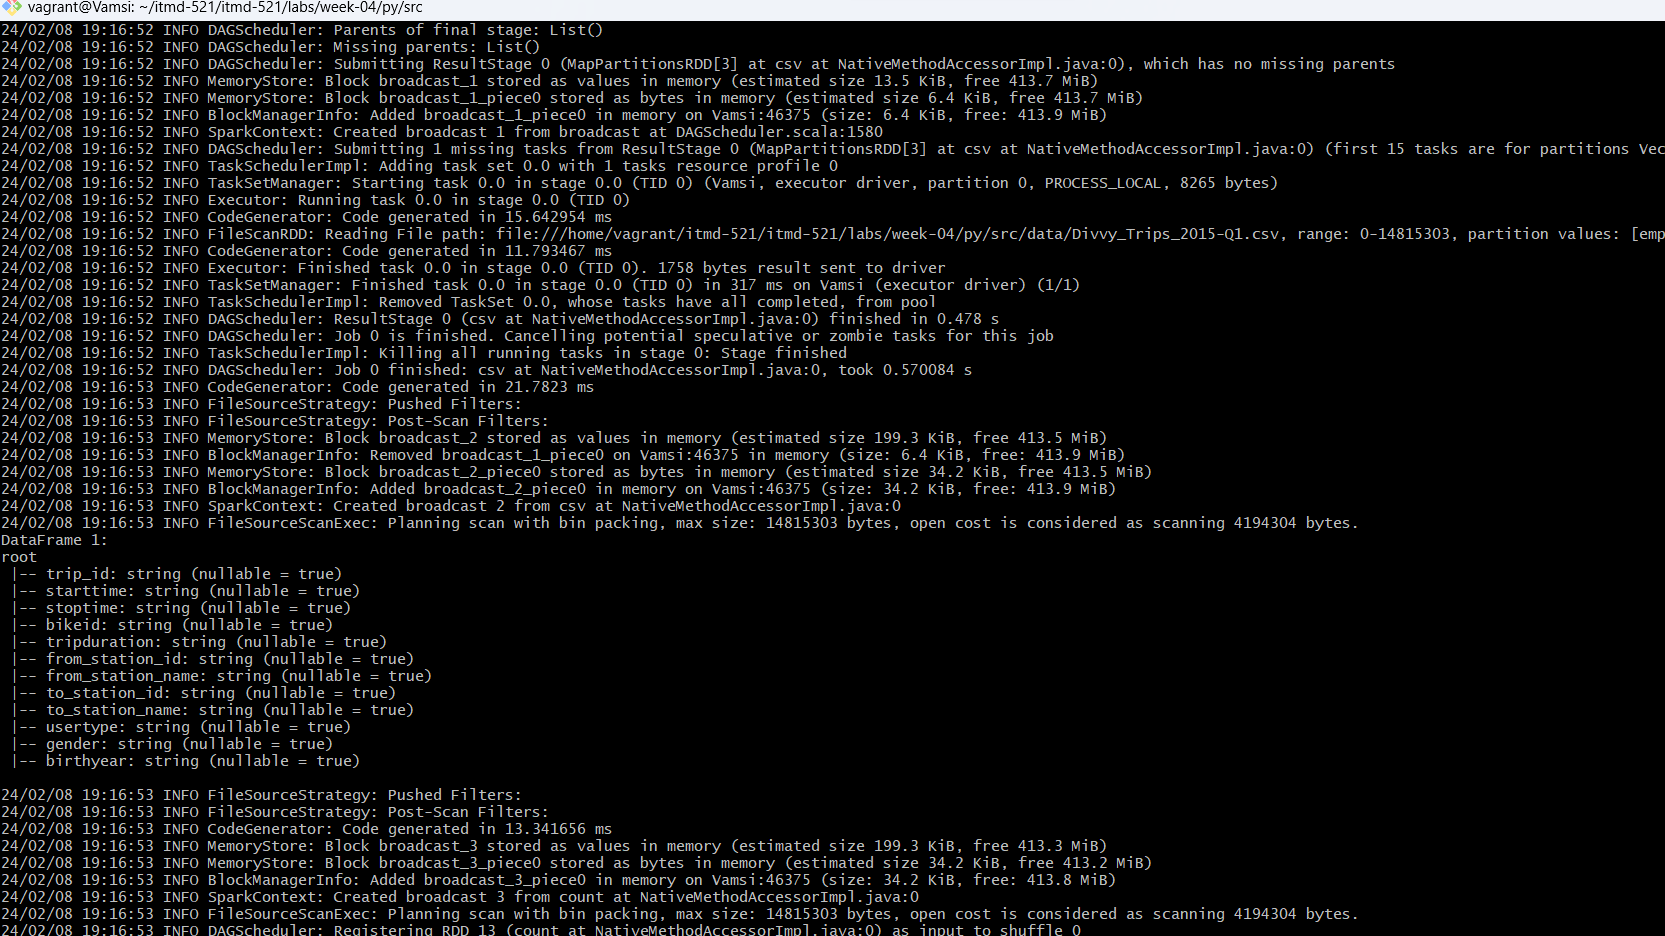 vagrant@Vamsi: ~/itmd-521/itmd-521/labs/week-04/py/src
24/02/08 19:16:52 INFO DAGScheduler: Parents of final stage: List()
24/02/08 19:16:52 INFO DAGScheduler: Missing parents: List()
24/02/08 19:16:52 INFO DAGScheduler: Submitting ResultStage 0 (MapPartitionsRDD[3] at csv at NativeMethodAccessorImpl.java:0), which has no missing parents
24/02/08 19:16:52 INFO MemoryStore: Block broadcast_1 stored as values in memory (estimated size 13.5 KiB, free 413.7 MiB)
24/02/08 19:16:52 INFO MemoryStore: Block broadcast_1_piece0 stored as bytes in memory (estimated size 6.4 KiB, free 413.7 MiB)
24/02/08 19:16:52 INFO BlockManagerInfo: Added broadcast_1_piece0 in memory on Vamsi:46375 (size: 6.4 KiB, free: 413.9 MiB)
24/02/08 19:16:52 INFO SparkContext: Created broadcast 1 from broadcast at DAGScheduler.scala:1580
24/02/08 19:16:52 INFO DAGScheduler: Submitting 1 missing tasks from ResultStage 0 (MapPartitionsRDD[3] at csv at NativeMethodAccessorImpl.java:0) (first 15 tasks are for partitions Vec
24/02/08 19:16:52 INFO TaskSchedulerImpl: Adding task set 0.0 with 1 tasks resource profile 0
24/02/08 19:16:52 INFO TaskSetManager: Starting task 0.0 in stage 0.0 (TID 0) (Vamsi, executor driver, partition 0, PROCESS_LOCAL, 8265 bytes)
24/02/08 19:16:52 INFO Executor: Running task 0.0 in stage 0.0 (TID 0)
24/02/08 19:16:52 INFO CodeGenerator: Code generated in 15.642954 ms
24/02/08 19:16:52 INFO FileScanRDD: Reading File path: file:///home/vagrant/itmd-521/itmd-521/labs/week-04/py/src/data/Divvy_Trips_2015-Q1.csv, range: 0-14815303, partition values: [emp
24/02/08 19:16:52 INFO CodeGenerator: Code generated in 11.793467 ms
24/02/08 19:16:52 INFO Executor: Finished task 0.0 in stage 0.0 (TID 0). 1758 bytes result sent to driver
24/02/08 19:16:52 INFO TaskSetManager: Finished task 0.0 in stage 0.0 (TID 0) in 317 ms on Vamsi (executor driver) (1/1)
24/02/08 19:16:52 INFO TaskSchedulerImpl: Removed TaskSet 0.0, whose tasks have all completed, from pool
24/02/08 19:16:52 INFO DAGScheduler: ResultStage 0 (csv at NativeMethodAccessorImpl.java:0) finished in 0.478 s
24/02/08 19:16:52 INFO DAGScheduler: Job 0 is finished. Cancelling potential speculative or zombie tasks for this job
24/02/08 19:16:52 INFO TaskSchedulerImpl: Killing all running tasks in stage 0: Stage finished
24/02/08 19:16:52 INFO DAGScheduler: Job 0 finished: csv at NativeMethodAccessorImpl.java:0, took 0.570084 s
24/02/08 19:16:53 INFO CodeGenerator: Code generated in 21.7823 ms
24/02/08 19:16:53 INFO FileSourceStrategy: Pushed Filters:
24/02/08 19:16:53 INFO FileSourceStrategy: Post-Scan Filters:
24/02/08 19:16:53 INFO MemoryStore: Block broadcast_2 stored as values in memory (estimated size 199.3 KiB, free 413.5 MiB)
24/02/08 19:16:53 INFO BlockManagerInfo: Removed broadcast_1_piece0 on Vamsi:46375 in memory (size: 6.4 KiB, free: 413.9 MiB)
24/02/08 19:16:53 INFO MemoryStore: Block broadcast_2_piece0 stored as bytes in memory (estimated size 34.2 KiB, free 413.5 MiB)
24/02/08 19:16:53 INFO BlockManagerInfo: Added broadcast_2_piece0 in memory on Vamsi:46375 (size: 34.2 KiB, free: 413.9 MiB)
24/02/08 19:16:53 INFO SparkContext: Created broadcast 2 from csv at NativeMethodAccessorImpl.java:0
24/02/08 19:16:53 INFO FileSourceScanExec: Planning scan with bin packing, max size: 14815303 bytes, open cost is considered as scanning 4194304 bytes.
DataFrame 1:
root
|-- trip_id: string (nullable = true)
|-- starttime: string (nullable = true)
|-- stoptime: string (nullable = true)
|-- bikeid: string (nullable = true)
|-- tripduration: string (nullable = true)
|-- from_station_id: string (nullable = true)
|-- from_station_name: string (nullable = true)
|-- to_station_id: string (nullable = true)
|-- to_station_name: string (nullable = true)
|-- usertype: string (nullable = true)
|-- gender: string (nullable = true)
|-- birthyear: string (nullable = true)
24/02/08 19:16:53 INFO FileSourceStrategy: Pushed Filters:
24/02/08 19:16:53 INFO FileSourceStrategy: Post-Scan Filters:
24/02/08 19:16:53 INFO CodeGenerator: Code generated in 13.341656 ms
24/02/08 19:16:53 INFO MemoryStore: Block broadcast_3 stored as values in memory (estimated size 199.3 KiB, free 413.3 MiB)
24/02/08 19:16:53 INFO MemoryStore: Block broadcast_3_piece0 stored as bytes in memory (estimated size 34.2 KiB, free 413.2 MiB)
24/02/08 19:16:53 INFO BlockManagerInfo: Added broadcast_3_piece0 in memory on Vamsi:46375 (size: 34.2 KiB, free: 413.8 MiB)
24/02/08 19:16:53 INFO SparkContext: Created broadcast 3 from count at NativeMethodAccessorImpl.java:0
24/02/08 19:16:53 INFO FileSourceScanExec: Planning scan with bin packing, max size: 14815303 bytes, open cost is considered as scanning 4194304 bytes.
24/02/08 19:16:53 INFO DAGScheduler: Registering RDD 13 (count at NativeMethodAccessorImpl.java:0) as input to shuffle 0